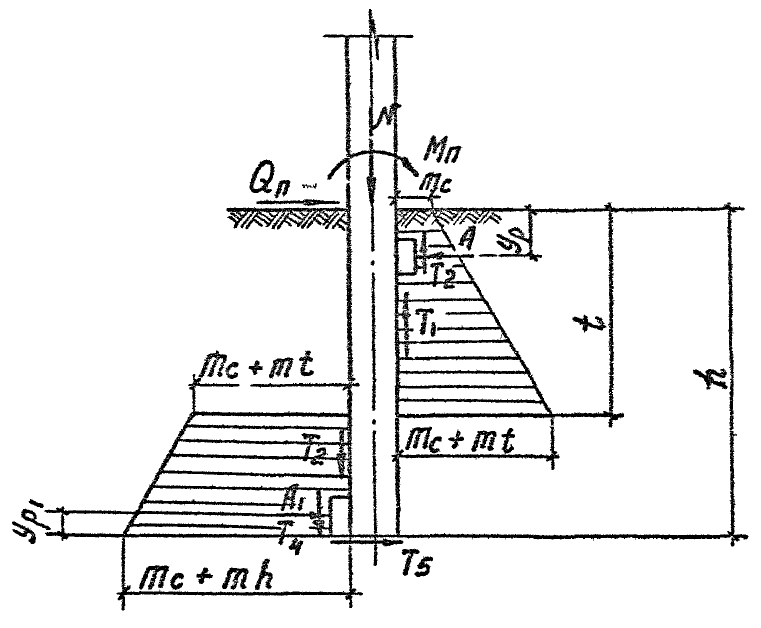 N
Mп
Qп
mc
A
yp
T2
T1
t
h
mc + mt
mc + mt
T2
A1
yp1
T4
T5
mc + mh